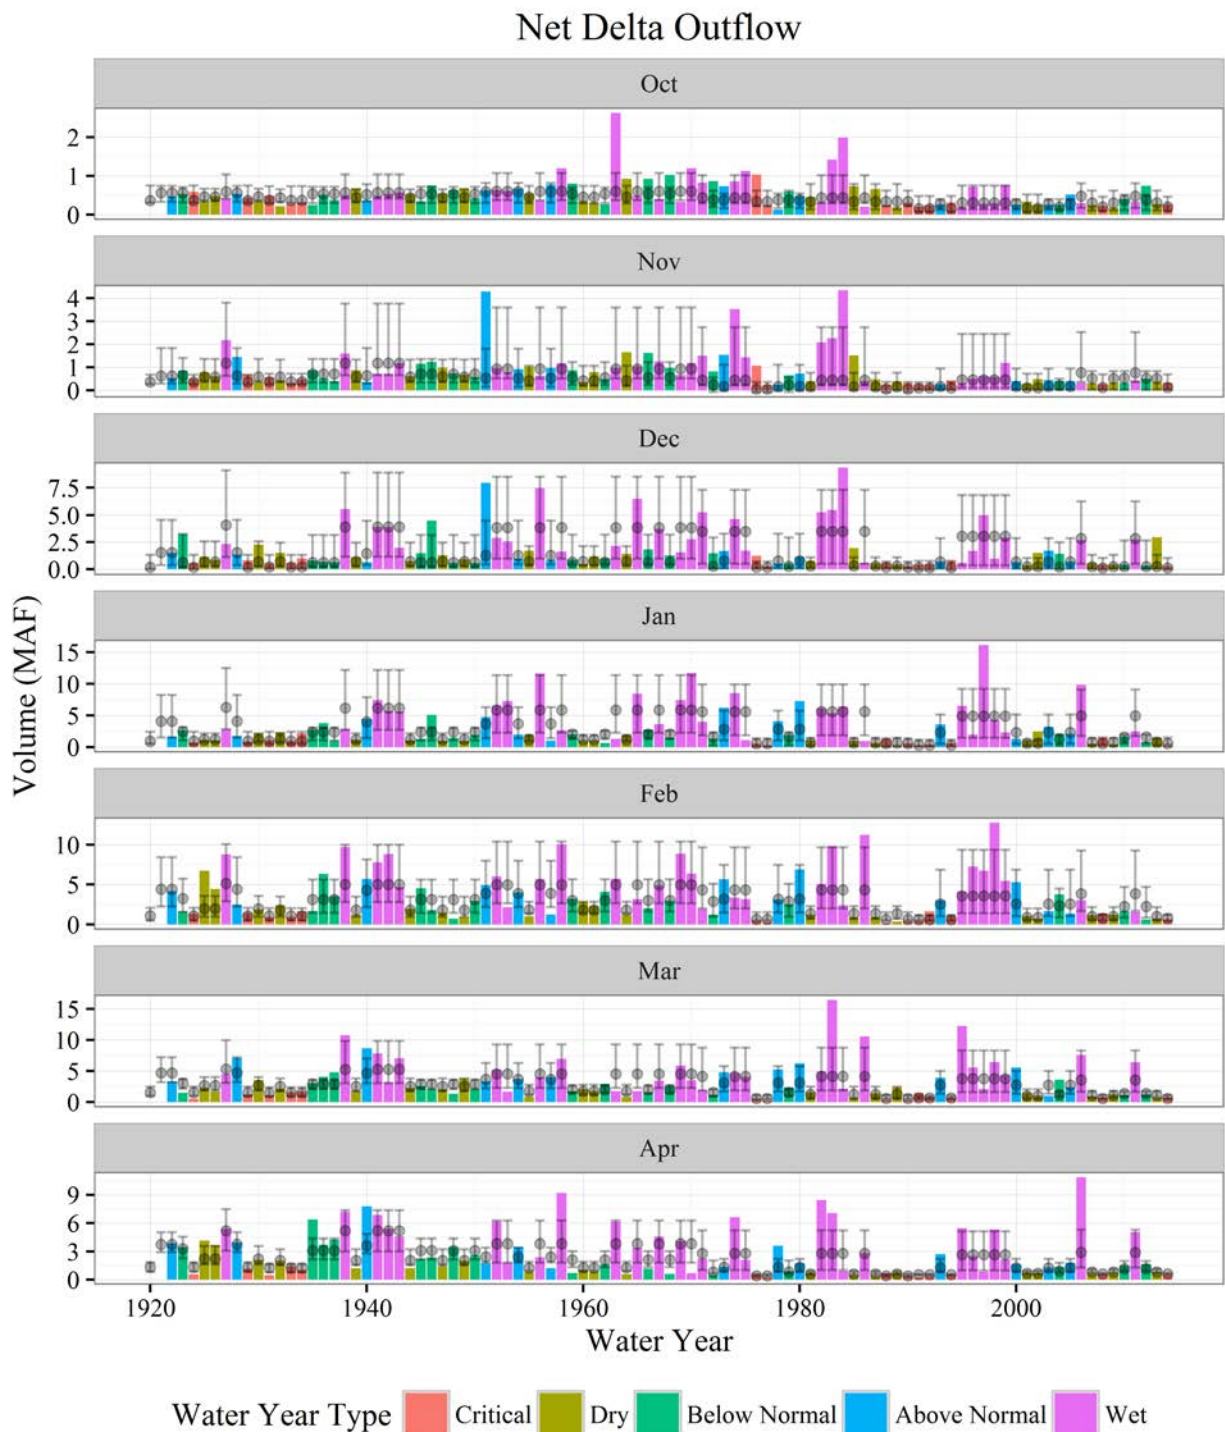 Net Delta Outflow
Oct
2
1
0
Nov
4
3
2
1
0
Dec
7.5
5.0
2.5
0.0
Jan
15
10
5
0
Feb
10
5
0
Mar
15
10
5
0
Apr
9
6
3
0
Volume (MAF)
1920 1940 1960 1980 2000
Water Year
Water Year Type Critical Dry Below Normal Above Normal Wet